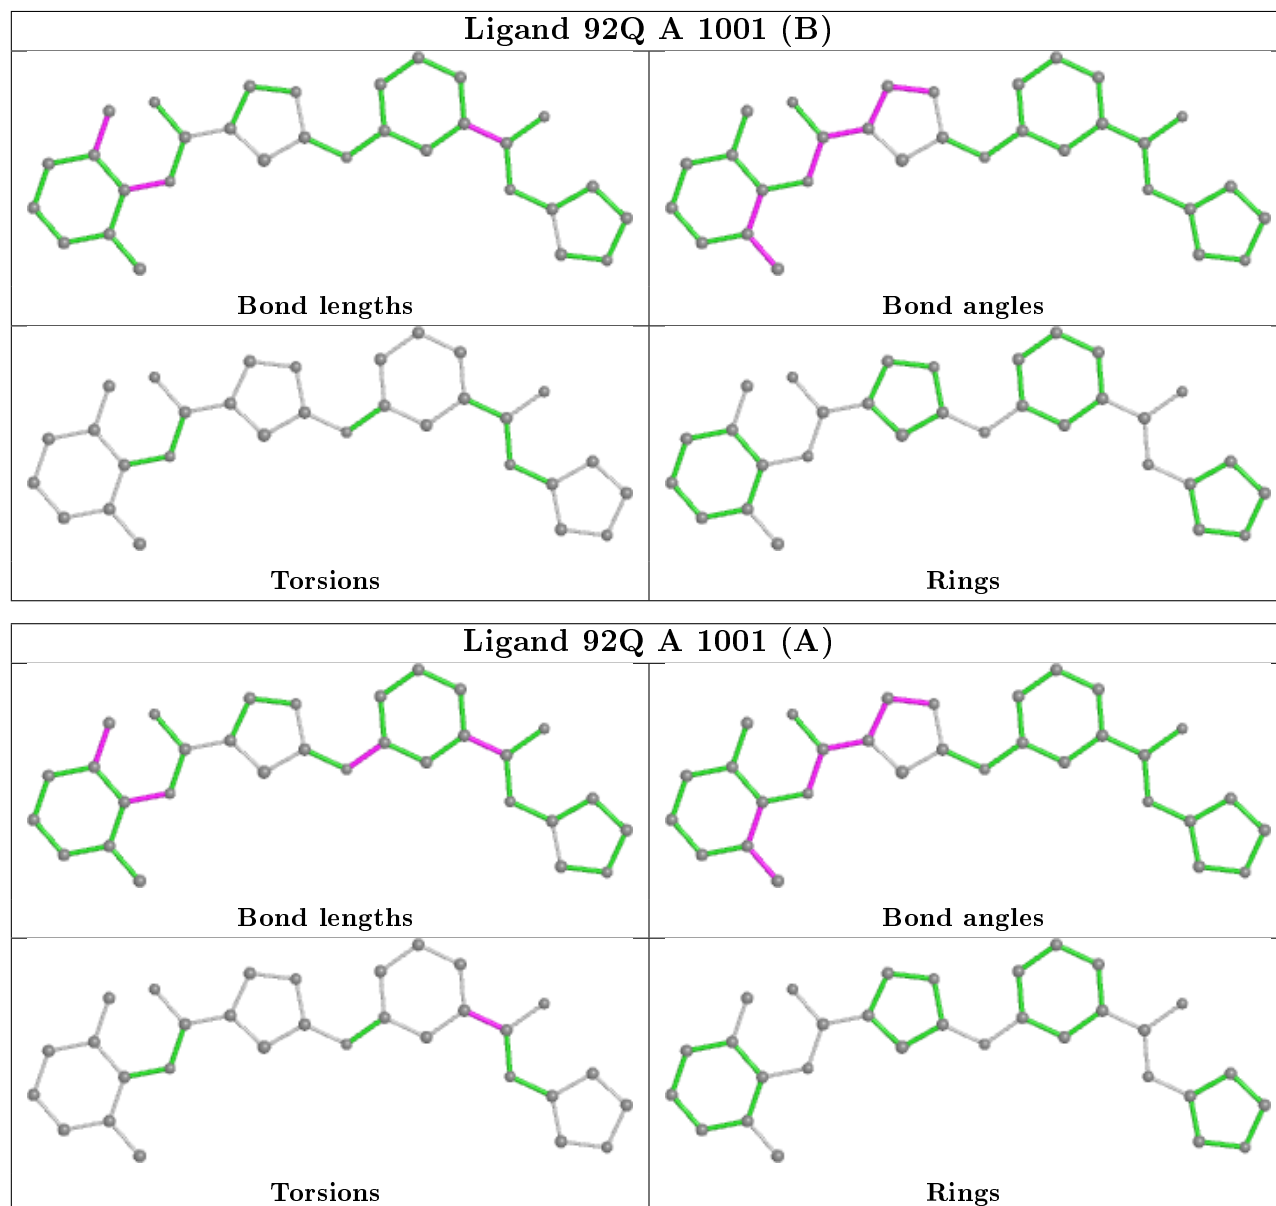 Ligand 92Q A 1001 (B)
Bond lengths
Bond angles
Torsions
Rings
Ligand 92Q A 1001 (A)
Bond lengths
Bond angles
Torsions
Rings